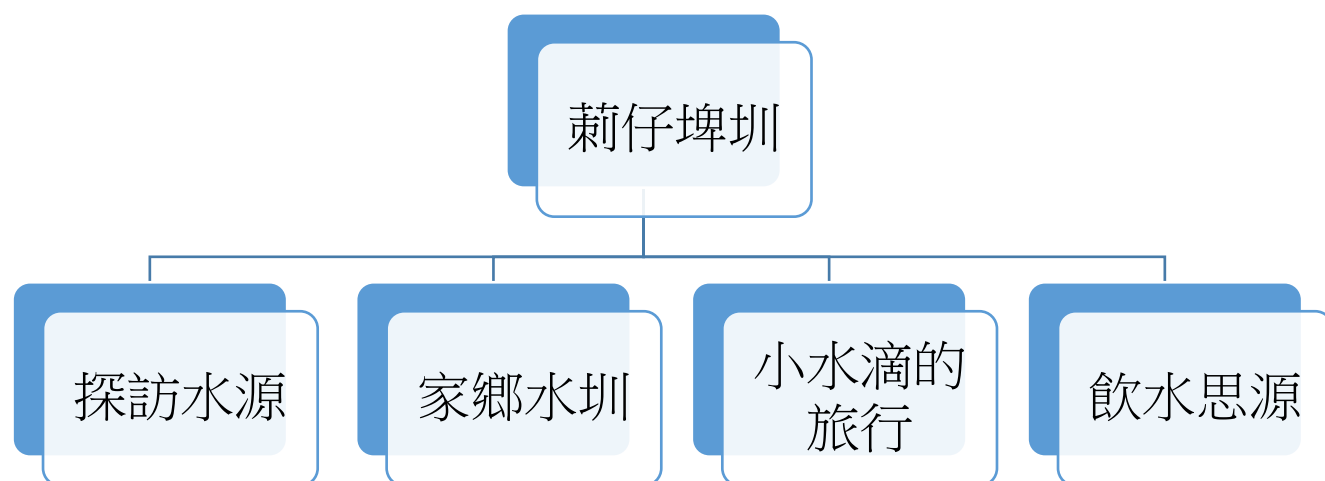 莿仔埤圳
探訪水源
家鄉水圳
小水滴的
旅行
飲水思源